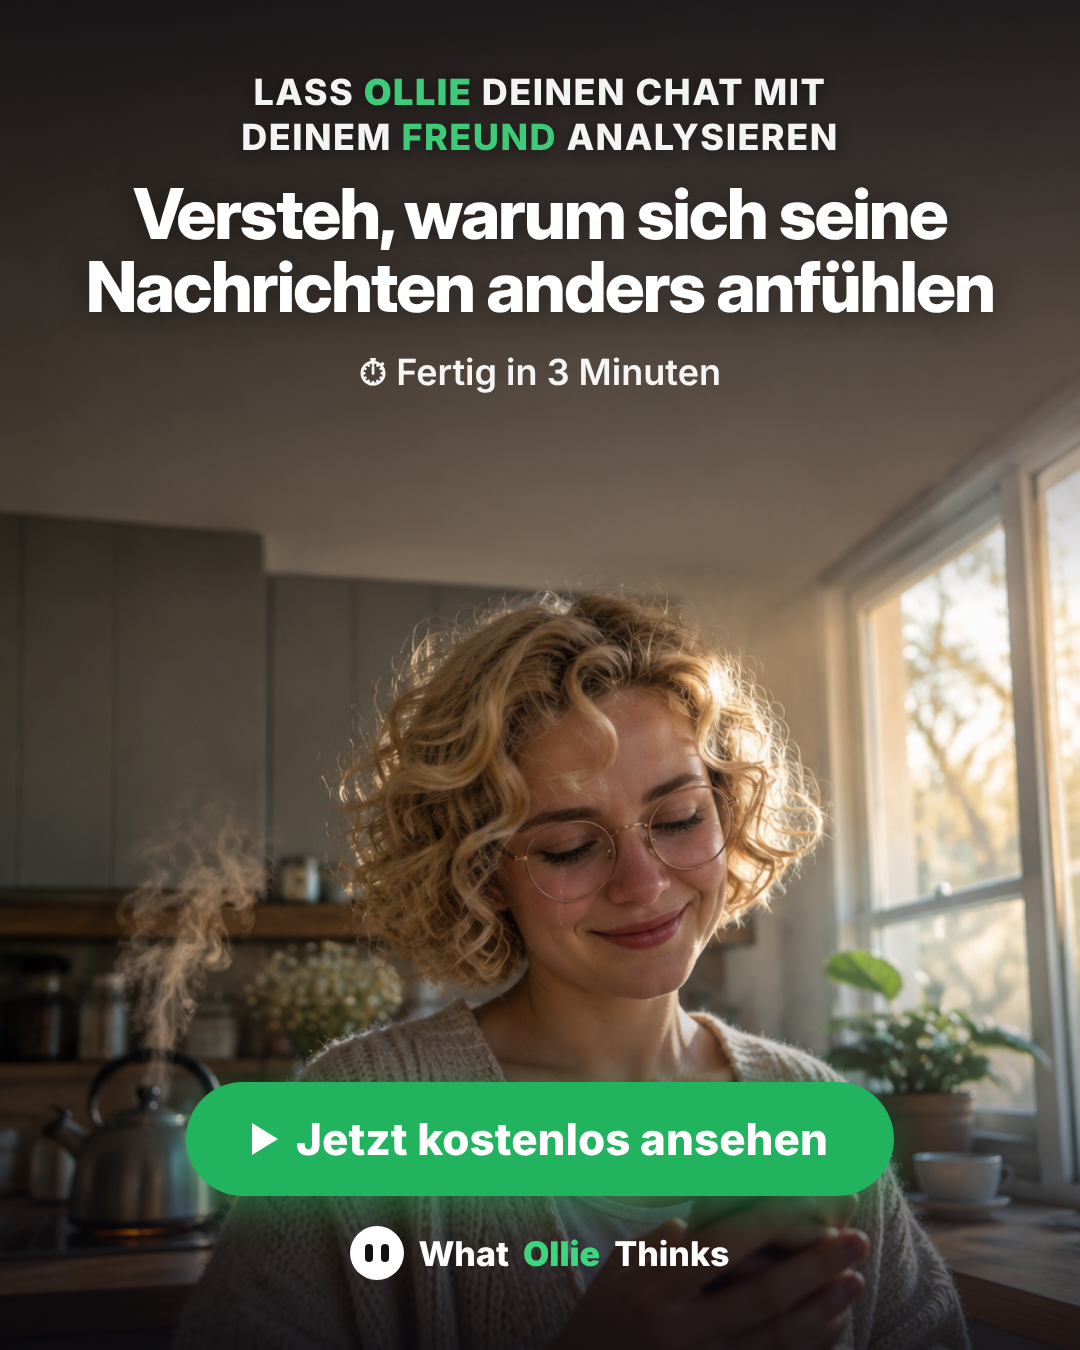 LASS OLLIE DEINEN CHAT MIT
DEINEM FREUND ANALYSIEREN
Versteh, warum sich seine
Nachrichten anders anfühlen
⏱ Fertig in 3 Minuten
▶ Jetzt kostenlos ansehen
What Ollie Thinks